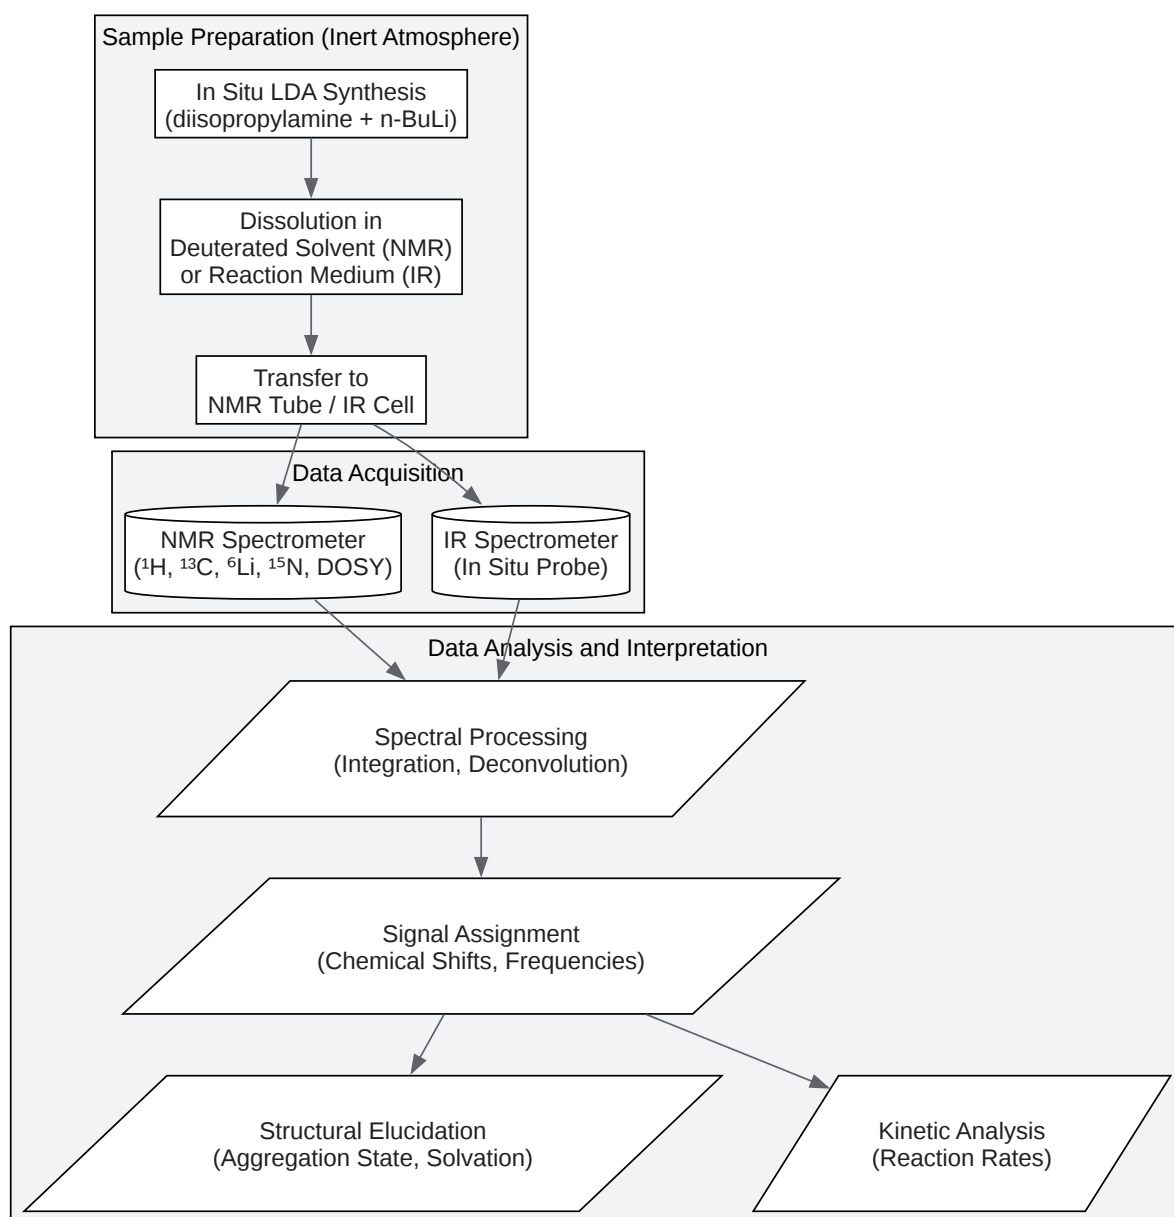 Sample Preparation (Inert Atmosphere)
In Situ LDA Synthesis
(diisopropylamine + n-BuLi)
Dissolution in
Deuterated Solvent (NMR)
or Reaction Medium (IR)
Transfer to
NMR Tube / IR Cell
Data Acquisition
NMR Spectrometer
(¹H, ¹³C, ⁶Li, ¹⁵N, DOSY)
IR Spectrometer
(In Situ Probe)
Data Analysis and Interpretation
Spectral Processing
(Integration, Deconvolution)
Signal Assignment
(Chemical Shifts, Frequencies)
Structural Elucidation
(Aggregation State, Solvation)
Kinetic Analysis
(Reaction Rates)